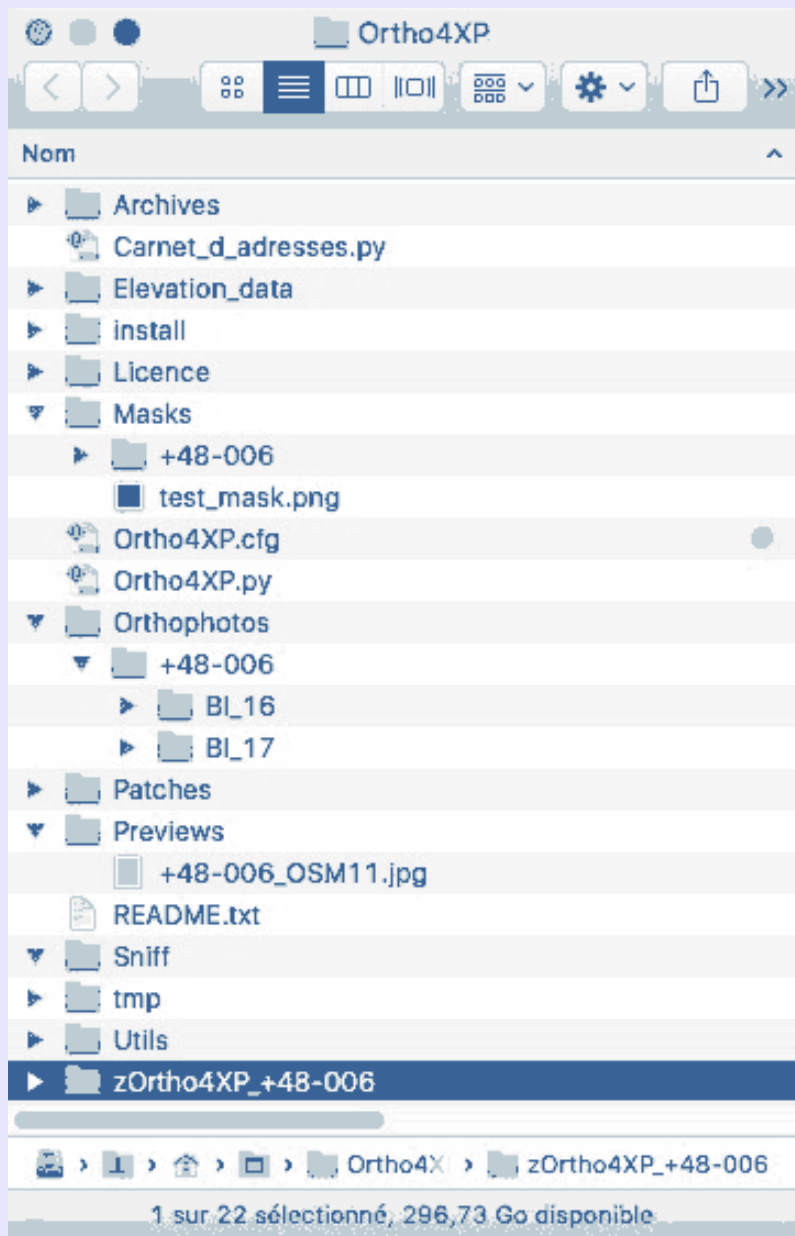 Ortho4XP
Nom
Archives
Carnet_d_adresses.py
Elevation_data
install
Licence
Masks
+48-006
test_mask.png
Ortho4XP.cfg
Ortho4XP.py
Orthophotos
+48-006
BI_16
BI_17
Patches
Previews
+48-006_OSM11.jpg
README.txt
Sniff
tmp
Utils
zOrtho4XP_+48-006
Ortho4X › zOrtho4XP_+48-006
1 sur 22 sélectionné, 296,73 Go disponible